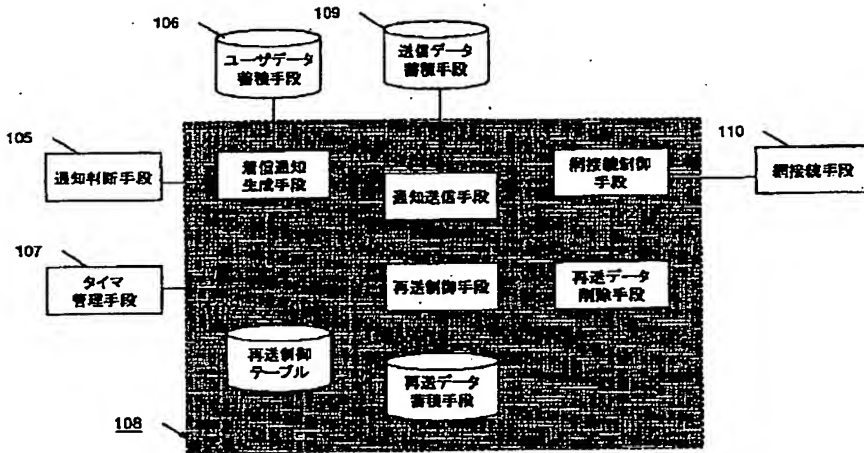 106
ユーザデータ
蓄積手段
109
送信データ
蓄積手段
105
通知判断手段
着信通知
生成手段
通知送信手段
網接続制御
手段
110
網接続手段
107
タイマ
管理手段
再送制御手段
再送データ
削除手段
再送制御
テーブル
再送データ
蓄積手段
108